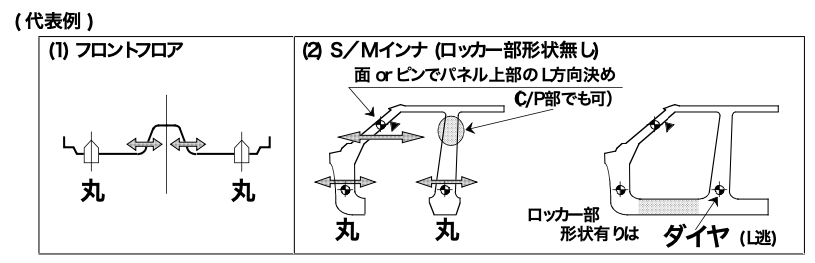 (代表例)
(1) フロントフロア
丸
丸
(2) S／Mインナ (ロッカー部形状無し)
面 or ピンでパネル上部の L方向決め
C/P部でも可)
丸
丸
ロッカー部
形状有りは
ダイヤ (L逃)